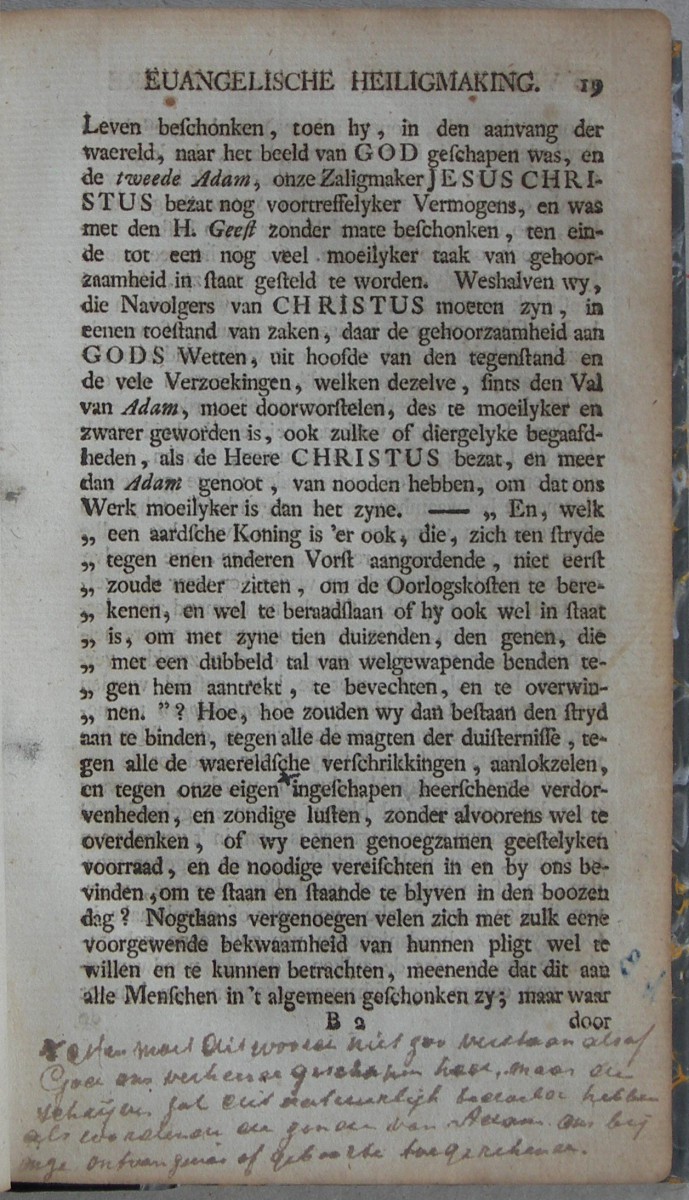 EUANGELISCHE HEILIGMAKING. 19
Leven beſchonken, toen hy, in den aanvang der
waereld, naar het beeld van GOD geſchapen was, en
de tweede Adam, onze Zaligmaker JESUS CHRI-
STUS bezat nog voortreffelyker Vermogens, en was
met den H. Geeſt zonder mate beſchonken, ten ein-
de tot een nog veel moeilyker taak van gehoor-
zaamheid in ſtaat geſteld te worden. Weshalven wy,
die Navolgers van CHRISTUS moeten zyn, in
eenen toeſtand van zaken, daar de gehoorzaamheid aan
GODS Wetten, uit hoofde van den tegenſtand en
de vele Verzoekingen, welken dezelve, ſints den Val
van Adam, moet doorworſtelen, des te moeilyker en
zwarer geworden is, ook zulke of diergelyke begaafd-
heden, als de Heere CHRISTUS bezat, en meer
dan Adam genoot, van nooden hebben, om dat ons
Werk moeilyker is dan het zyne. —— „ En, welk
„ een aardſche Koning is 'er ook, die, zich ten ſtryde
„ tegen enen anderen Vorſt aangordende, niet eerſt
„ zoude neder zitten, om de Oorlogskoſten te bere-
„ kenen, en wel te beraadſlaan of hy ook wel in ſtaat
„ is, om met zyne tien duizenden, den genen, die
„ met een dubbeld tal van welgewapende benden te-
„ gen hem aantrekt, te bevechten, en te overwin-
„ nen. ”? Hoe, hoe zouden wy dan beſtaan den ſtryd
aan te binden, tegen alle de magten der duiſterniſſe, te-
gen alle de waereldſche verſchrikkingen, aanlokzelen,
en tegen onze eigen × ingeſchapen heerſchende verdor-
venheden, en zondige luſten, zonder alvoorens wel te
overdenken, of wy eenen genoegzamen geeſtelyken
voorraad, en de noodige vereiſchten in en by ons be-
vinden, om te ſtaan en ſtaande te blyven in den boozen
dag? Nogthans vergenoegen velen zich met zulk eene
voorgewende bekwaamheid van hunnen pligt wel te
willen en te kunnen betrachten, meenende dat dit aan
alle Menſchen in 't algemeen geſchonken zy; maar waar
B 2 door
× Men moet dit woord niet zoo verstaan alsof
God ons verkeerd geschapen had, maar de
schrijver zal dit natuurlijk bedoeld hebben
als wordende de zonde van Adam ons bij
onze ontvangenis of geboorte toegerekend.